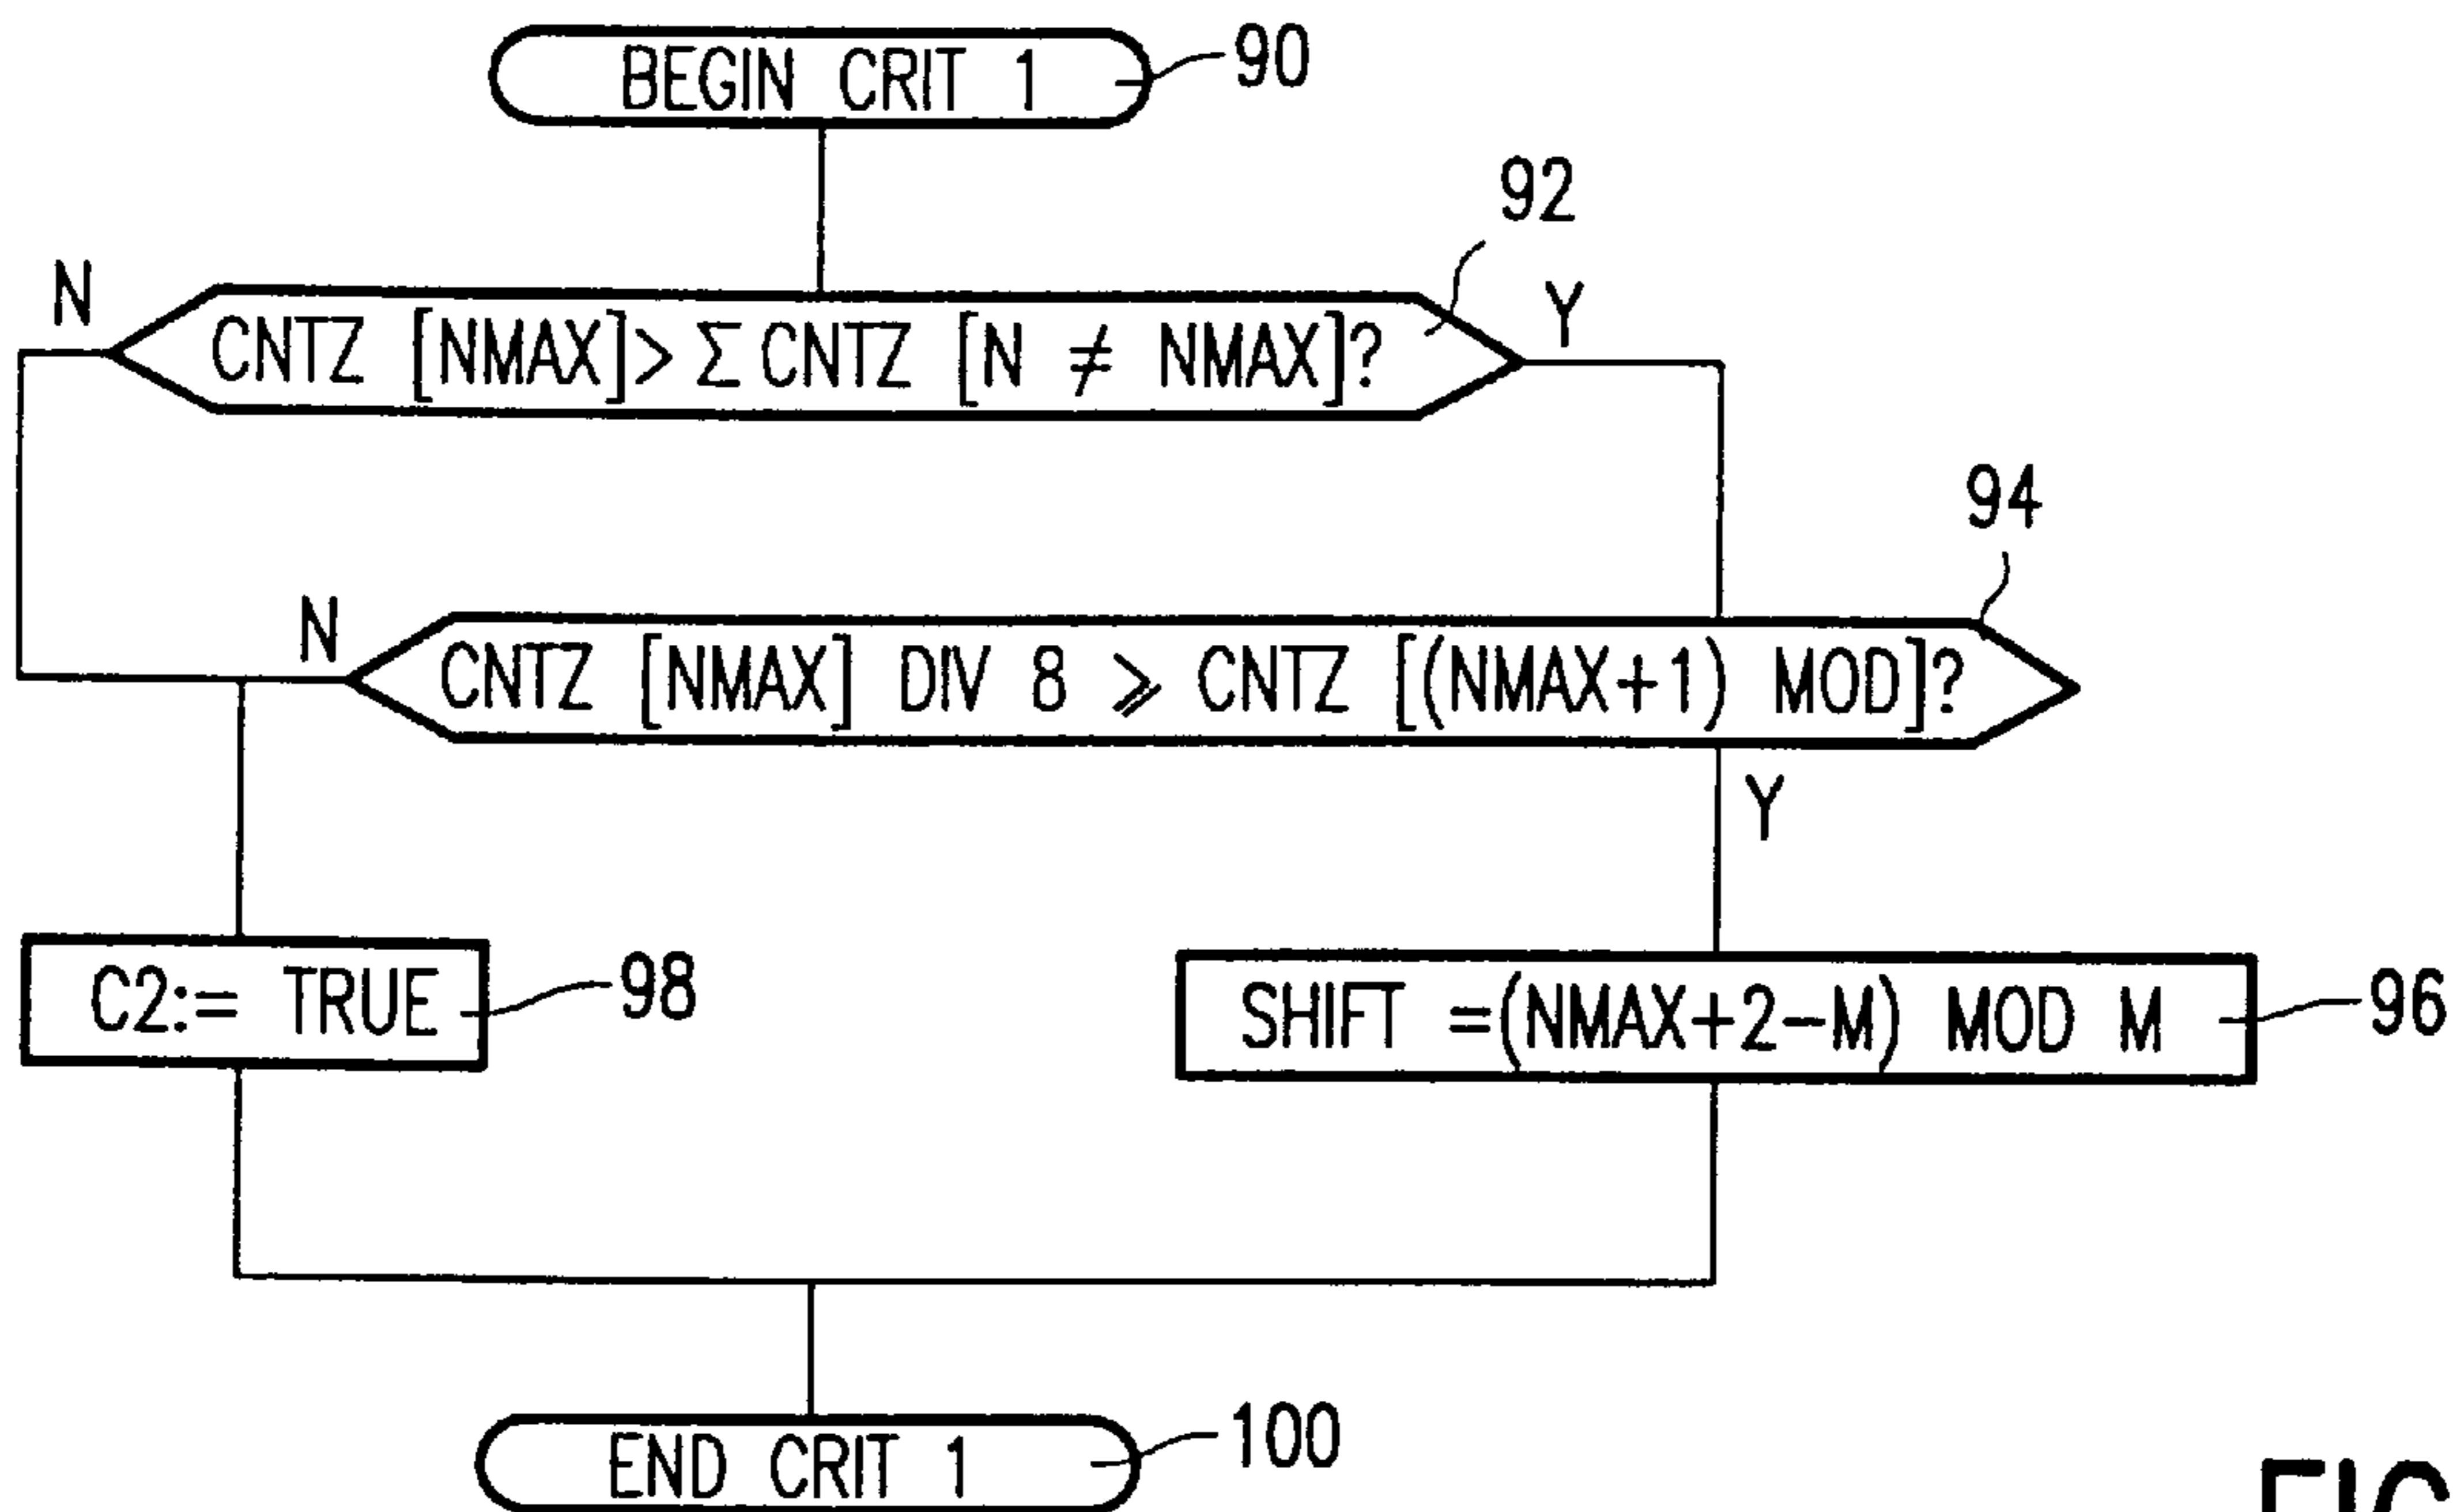 BEGIN CRIT 1
90
92
N
Y
CNTZ [NMAX]> Σ CNTZ [N ≠ NMAX]?
94
N
CNTZ [NMAX] DIV 8 ⩾ CNTZ [(NMAX+1) MOD]?
Y
C2:= TRUE
98
SHIFT =(NMAX+2-M) MOD M
96
END CRIT 1
100